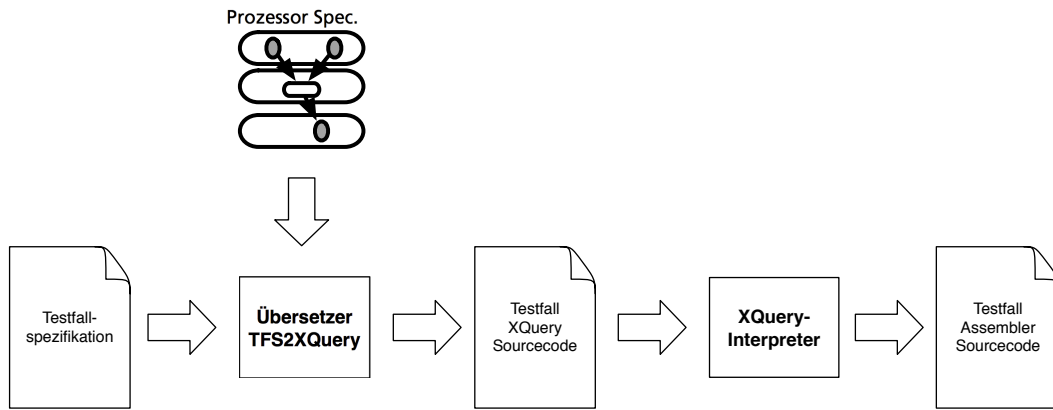 Prozessor Spec.
Testfall-
spezifikation
Übersetzer
TFS2XQuery
Testfall
XQuery
Sourcecode
XQuery-
Interpreter
Testfall
Assembler
Sourcecode